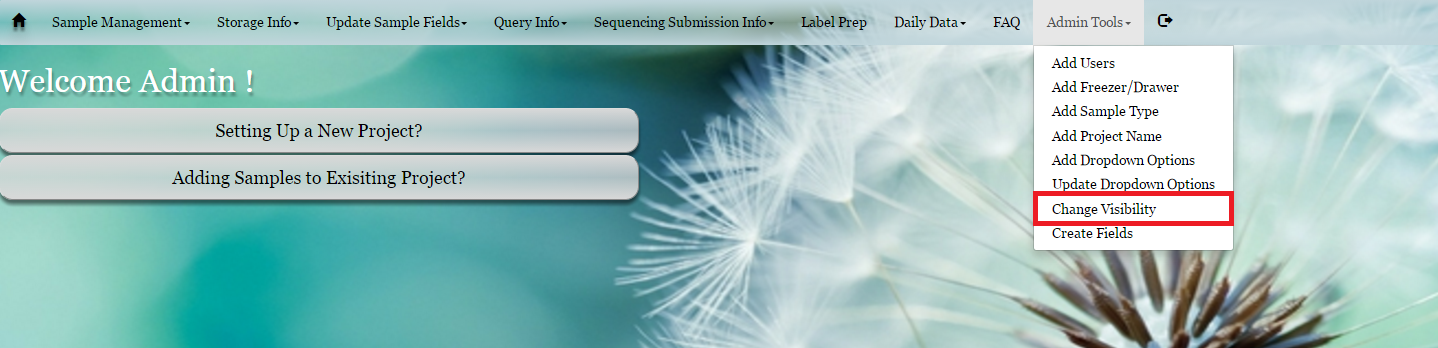 Sample Management Storage Info Update Sample Fields Query Info Sequencing Submission Info Label Prep Daily Data FAQ Admin Tools
Add Users
Add Freezer/Drawer
Add Sample Type
Add Project Name
Add Dropdown Options
Update Dropdown Options
Change Visibility
Create Fields
Welcome Admin !
Setting Up a New Project?
Adding Samples to Exisiting Project?